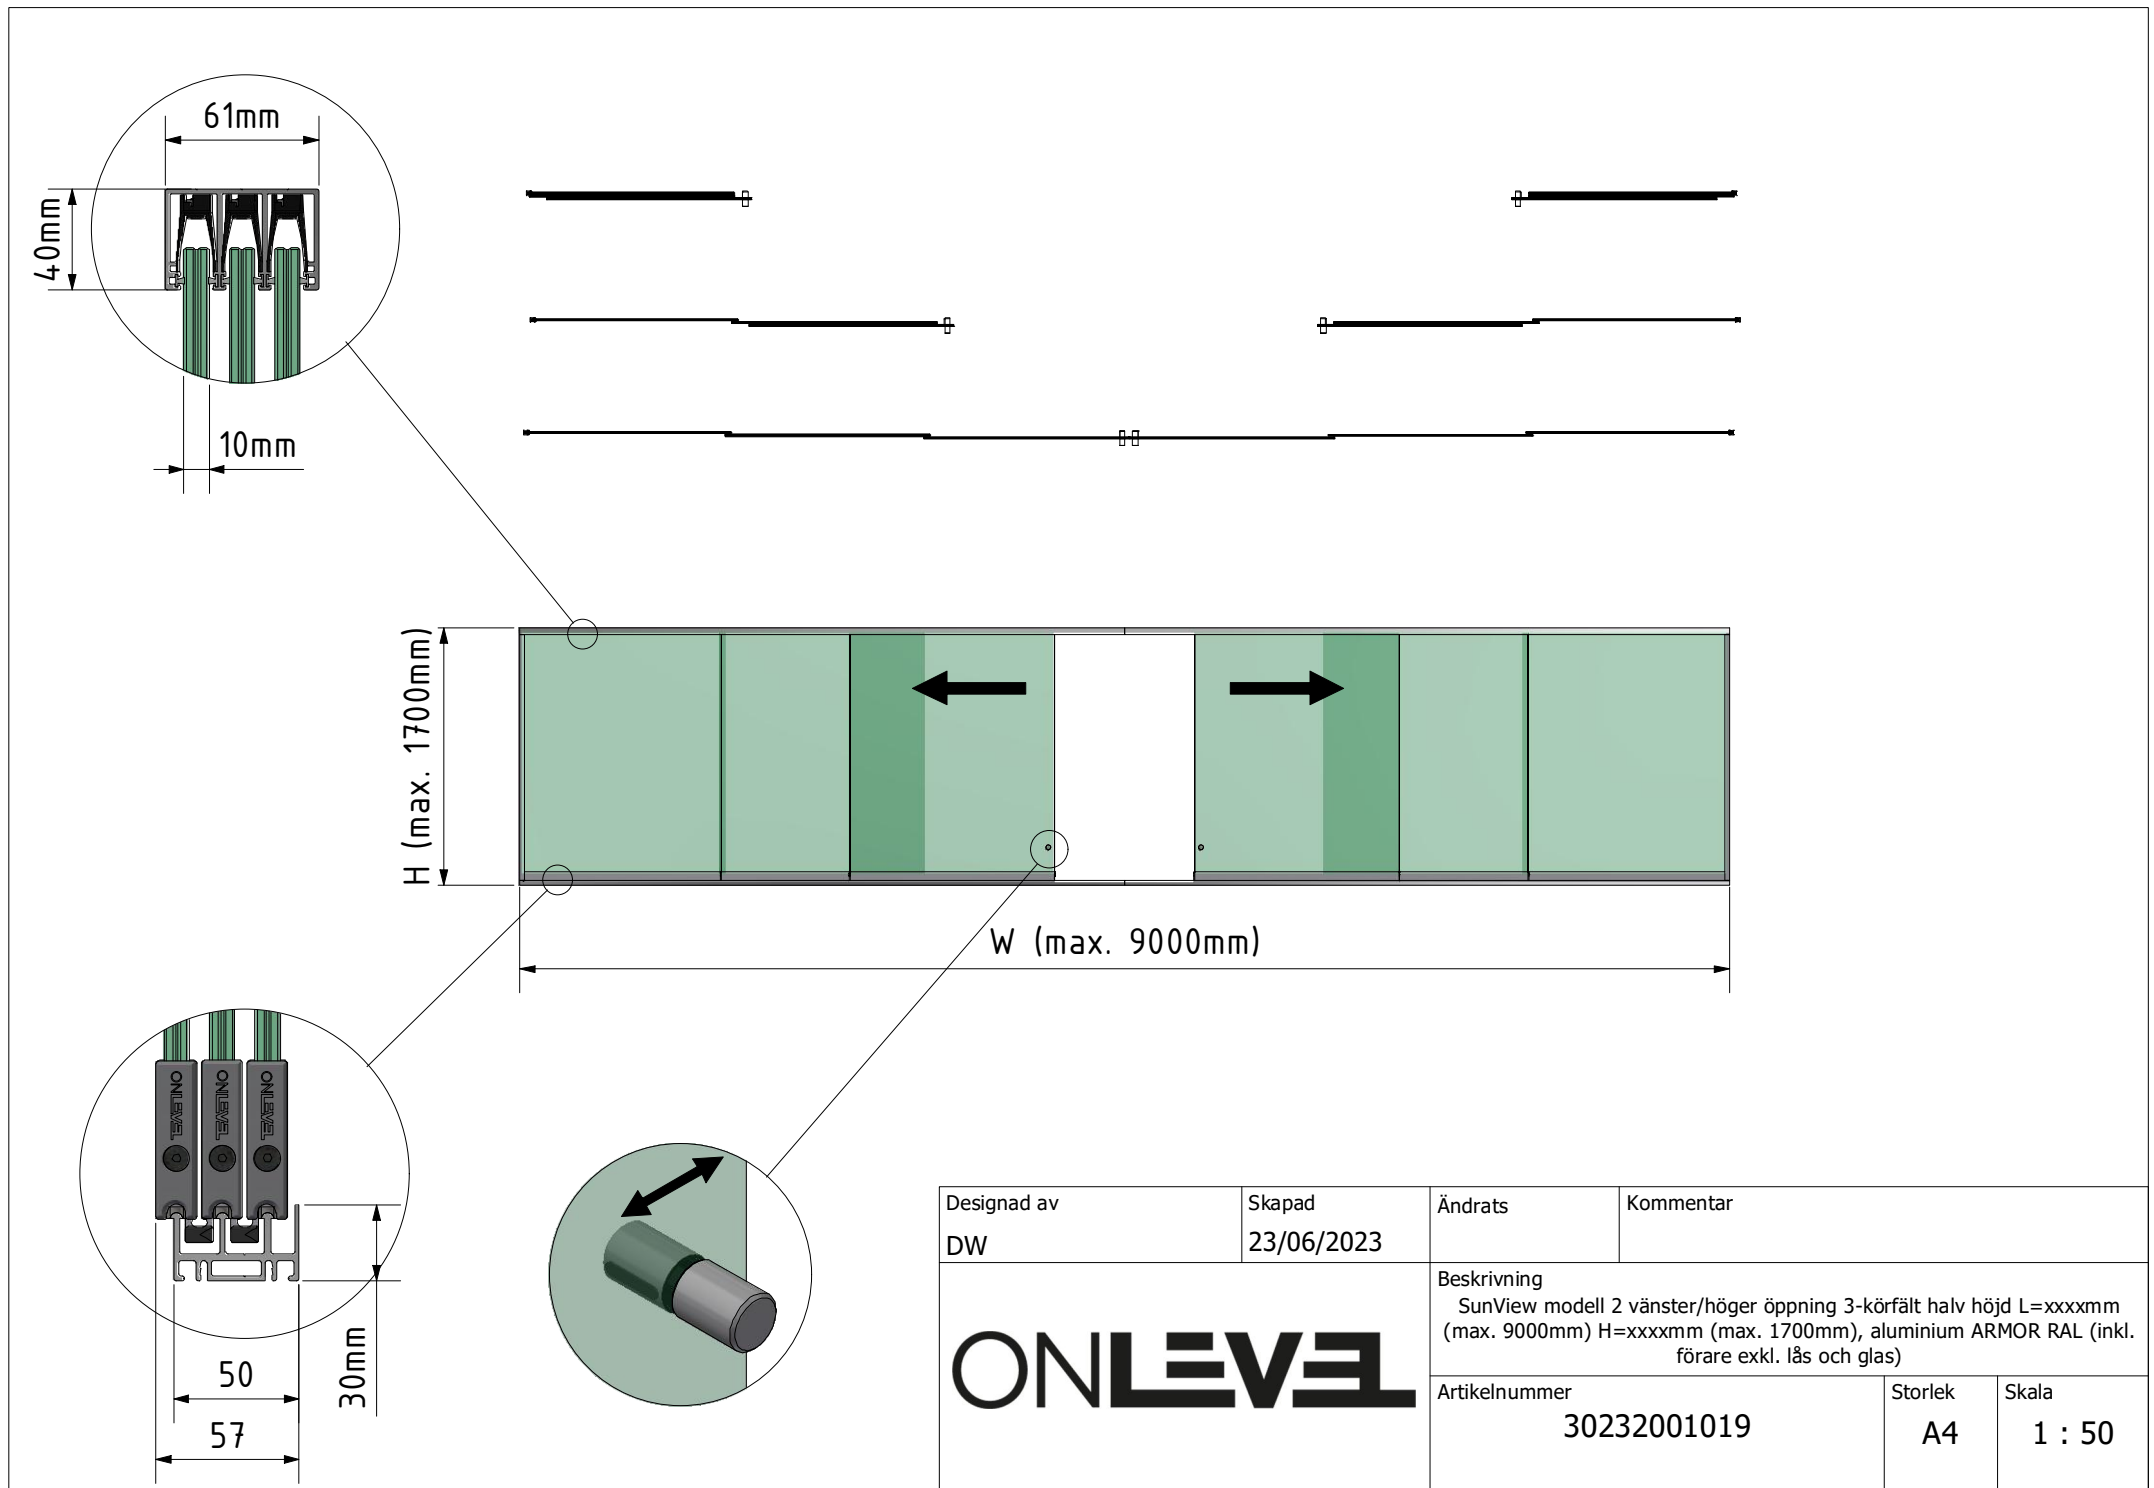 61mm
40mm
10mm
H (max. 1700mm)
W (max. 9000mm)
ONLEVEL
ONLEVEL
ONLEVEL
30mm
50
57
Designad av
DW
Skapad
23/06/2023
Ändrats
Kommentar
ONLEVEL
Beskrivning
SunView modell 2 vänster/höger öppning 3-körfält halv höjd L=xxxxmm
(max. 9000mm) H=xxxxmm (max. 1700mm), aluminium ARMOR RAL (inkl.
förare exkl. lås och glas)
Artikelnummer
30232001019
Storlek
A4
Skala
1 : 50